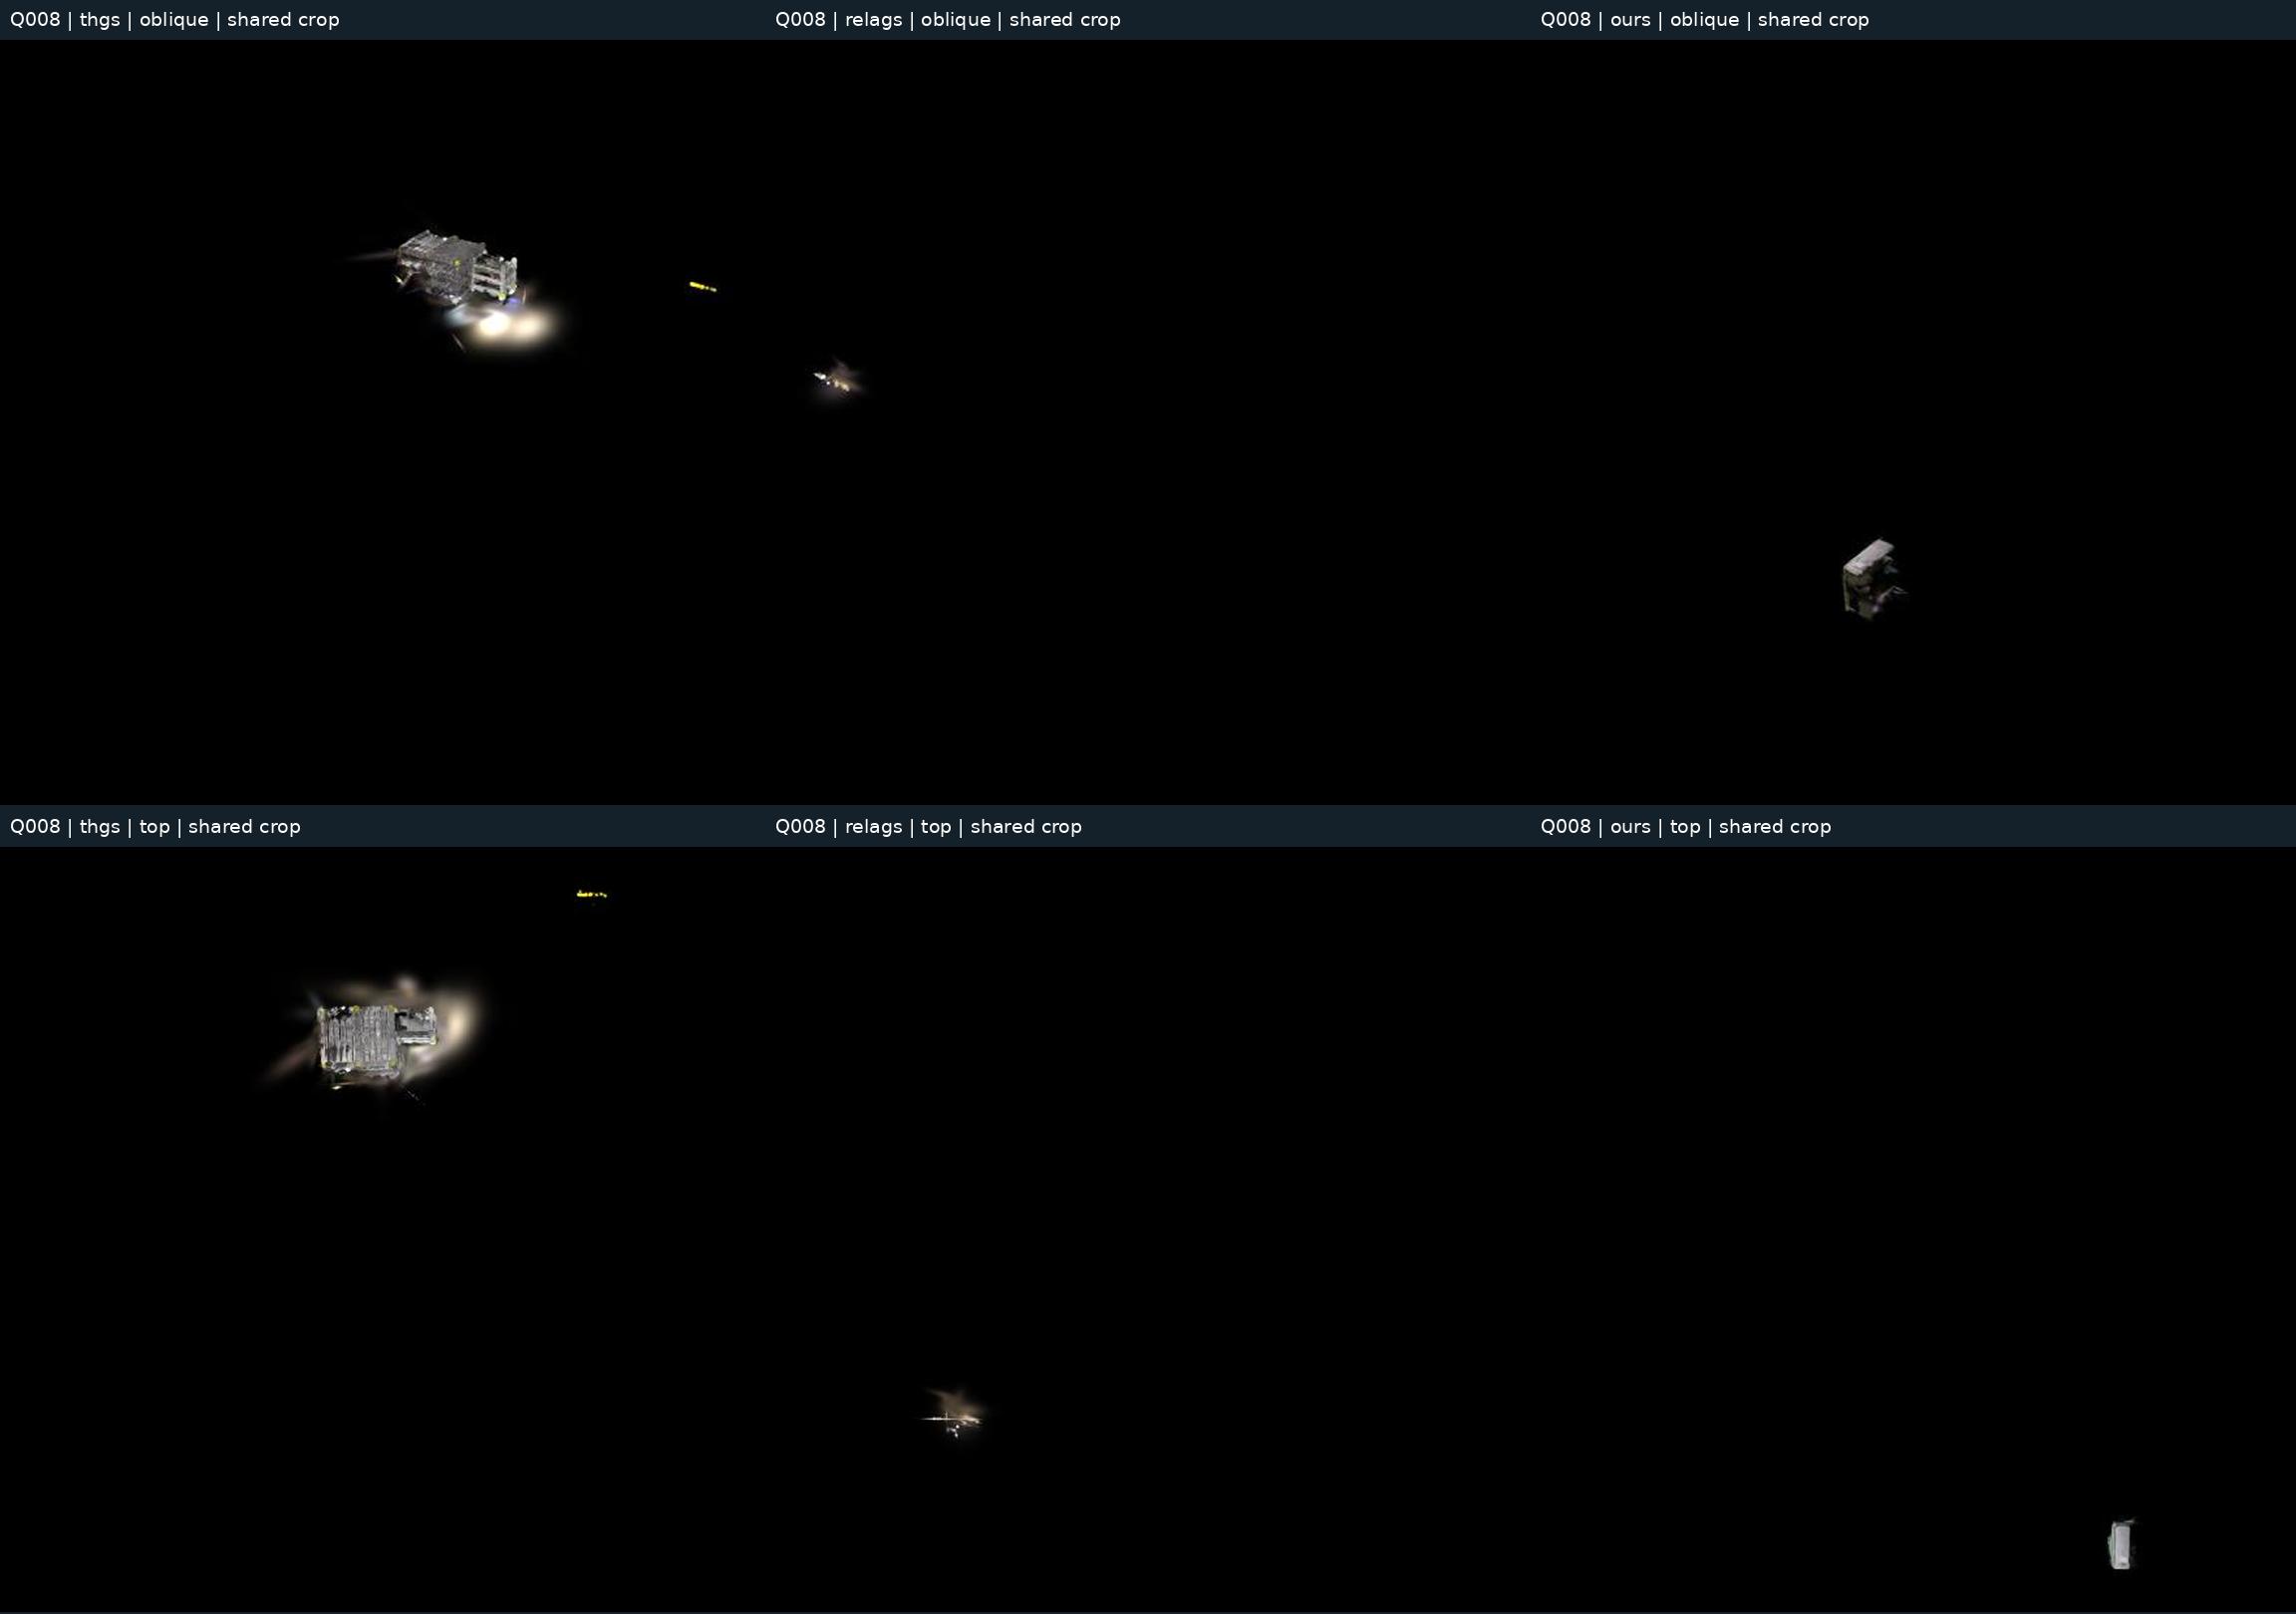 Q008 | thgs | oblique | shared crop
Q008 | relags | oblique | shared crop
Q008 | ours | oblique | shared crop
Q008 | thgs | top | shared crop
Q008 | relags | top | shared crop
Q008 | ours | top | shared crop